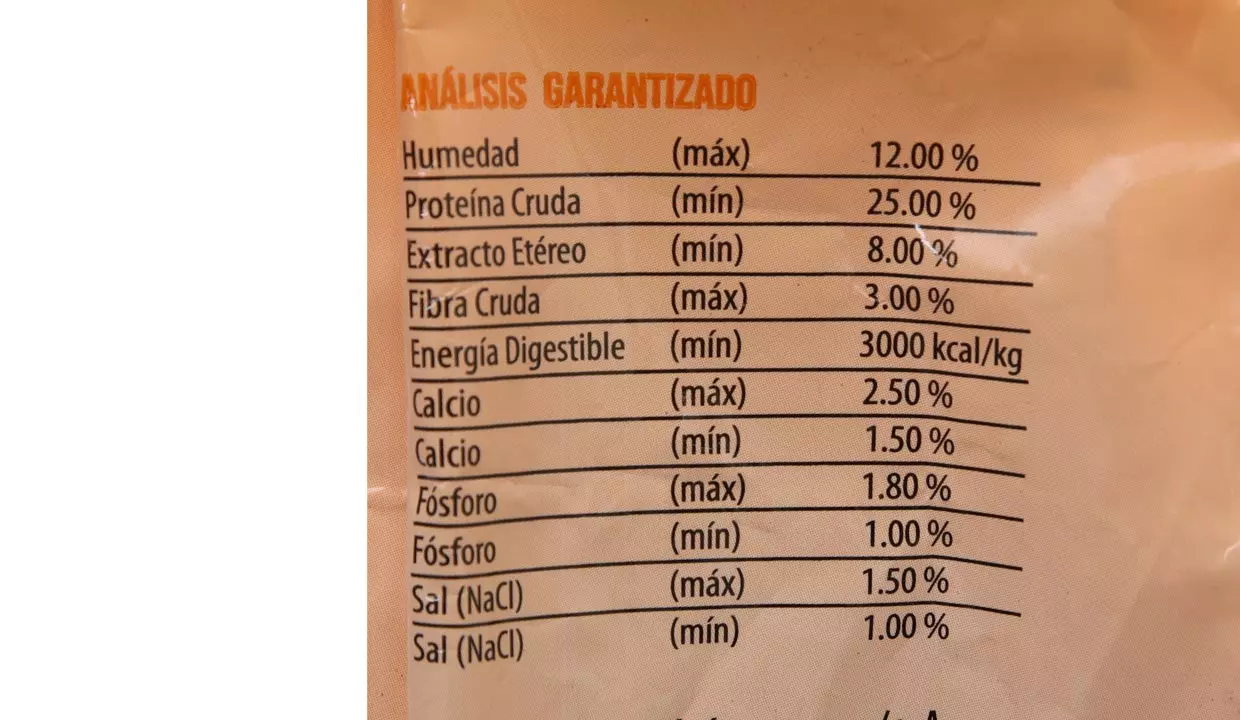 ANÁLISIS GARANTIZADO
Humedad (máx) 12.00 %
Proteína Cruda (mín) 25.00 %
Extracto Etéreo (mín) 8.00 %
Fibra Cruda (máx) 3.00 %
Energía Digestible (mín) 3000 kcal/kg
Calcio (máx) 2.50 %
Calcio (mín) 1.50 %
Fósforo (máx) 1.80 %
Fósforo (mín) 1.00 %
Sal (NaCl) (máx) 1.50 %
Sal (NaCl) (mín) 1.00 %